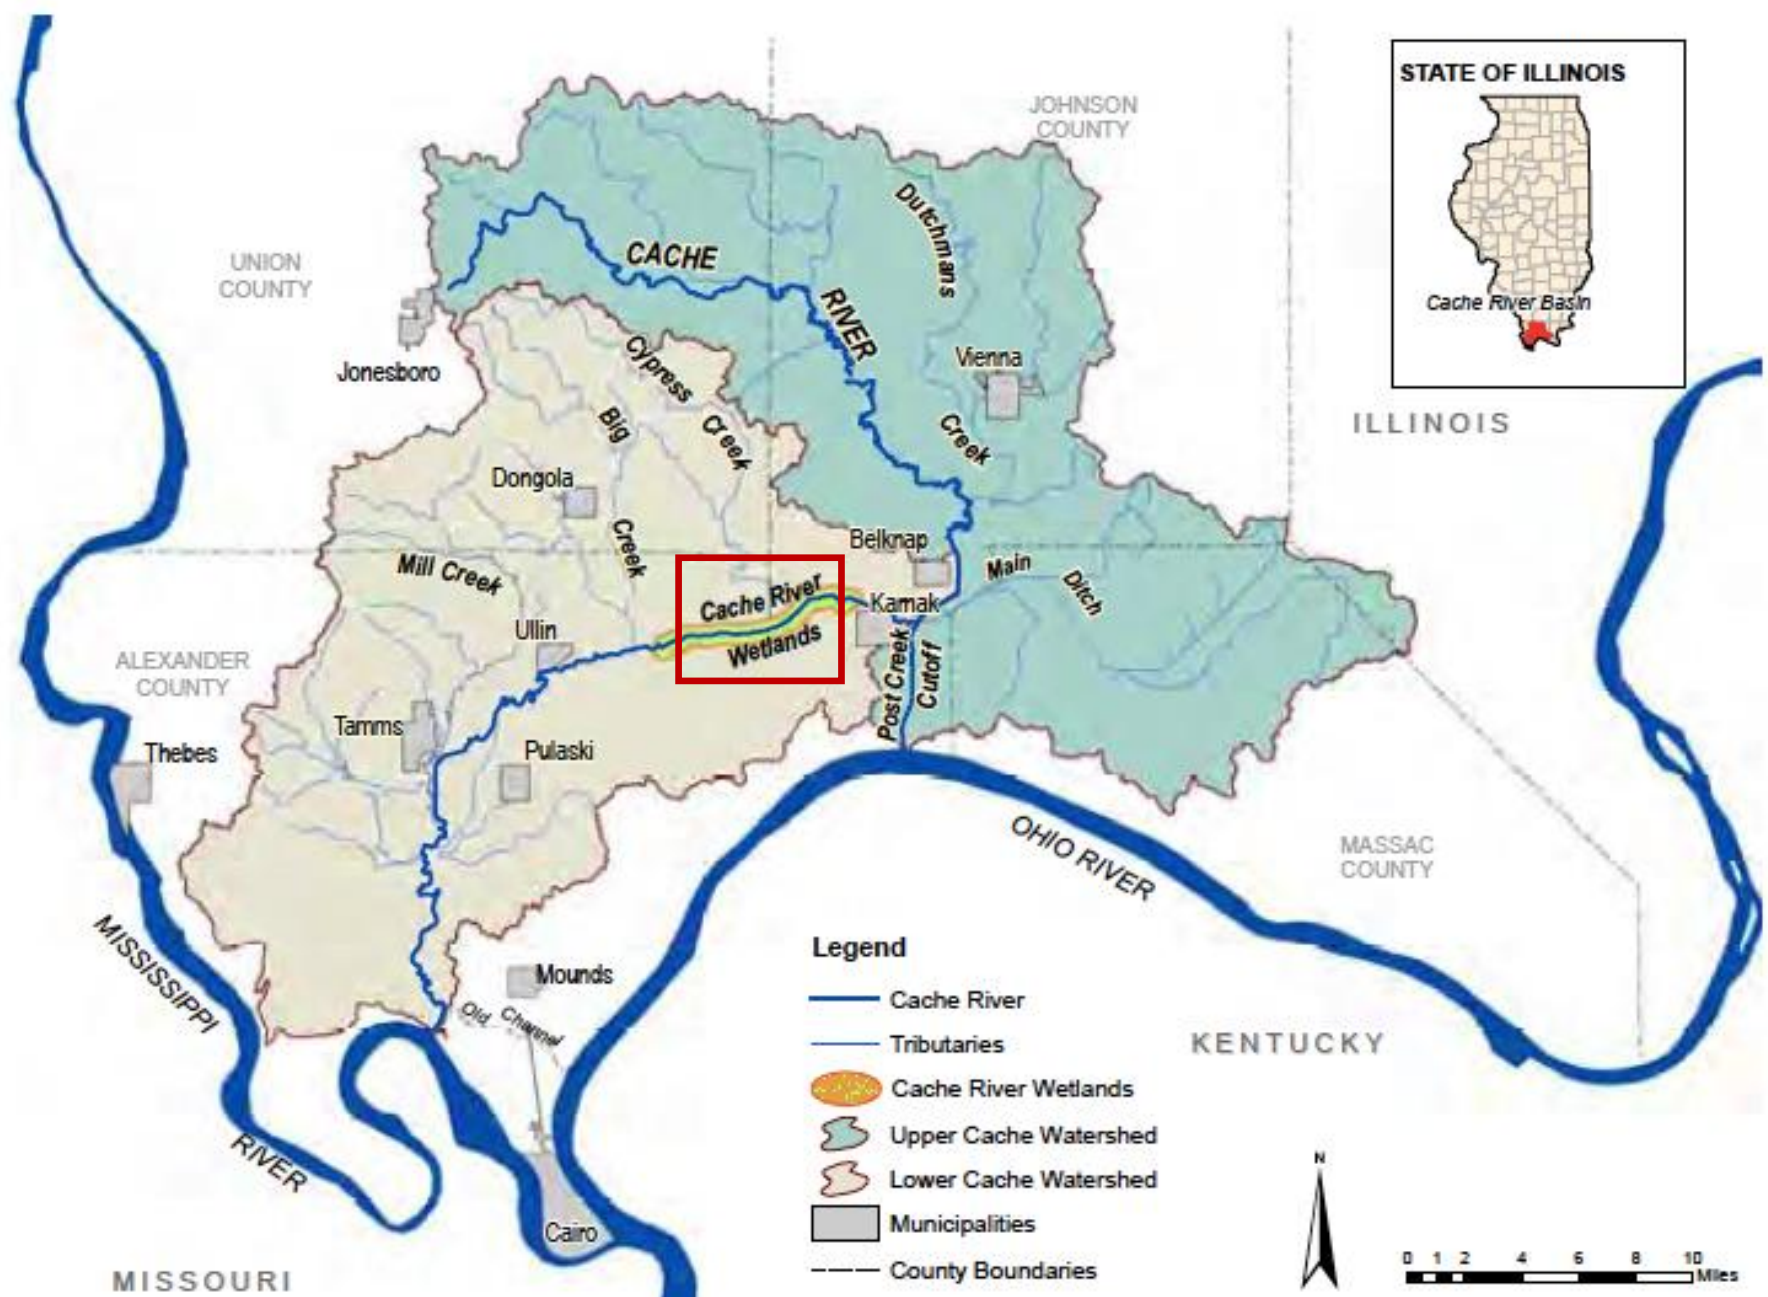 STATE OF ILLINOIS
Cache River Basin
JOHNSON
COUNTY
Dutchmans
Creek
UNION
COUNTY
CACHE
RIVER
Vienna
Jonesboro
Cypress
Creek
Big
Creek
ILLINOIS
Dongola
Belknap
Mill Creek
Main
Ditch
Cache River
Wetlands
Karnak
Ullin
Post Creek
Cutoff
ALEXANDER
COUNTY
Tamms
Thebes
Pulaski
OHIO RIVER
MASSAC
COUNTY
MISSISSIPPI
RIVER
Mounds
Old Channel
KENTUCKY
Cairo
MISSOURI
Legend
Cache River
Tributaries
Cache River Wetlands
Upper Cache Watershed
Lower Cache Watershed
Municipalities
County Boundaries
N
0 1 2 4 6 8 10
Miles